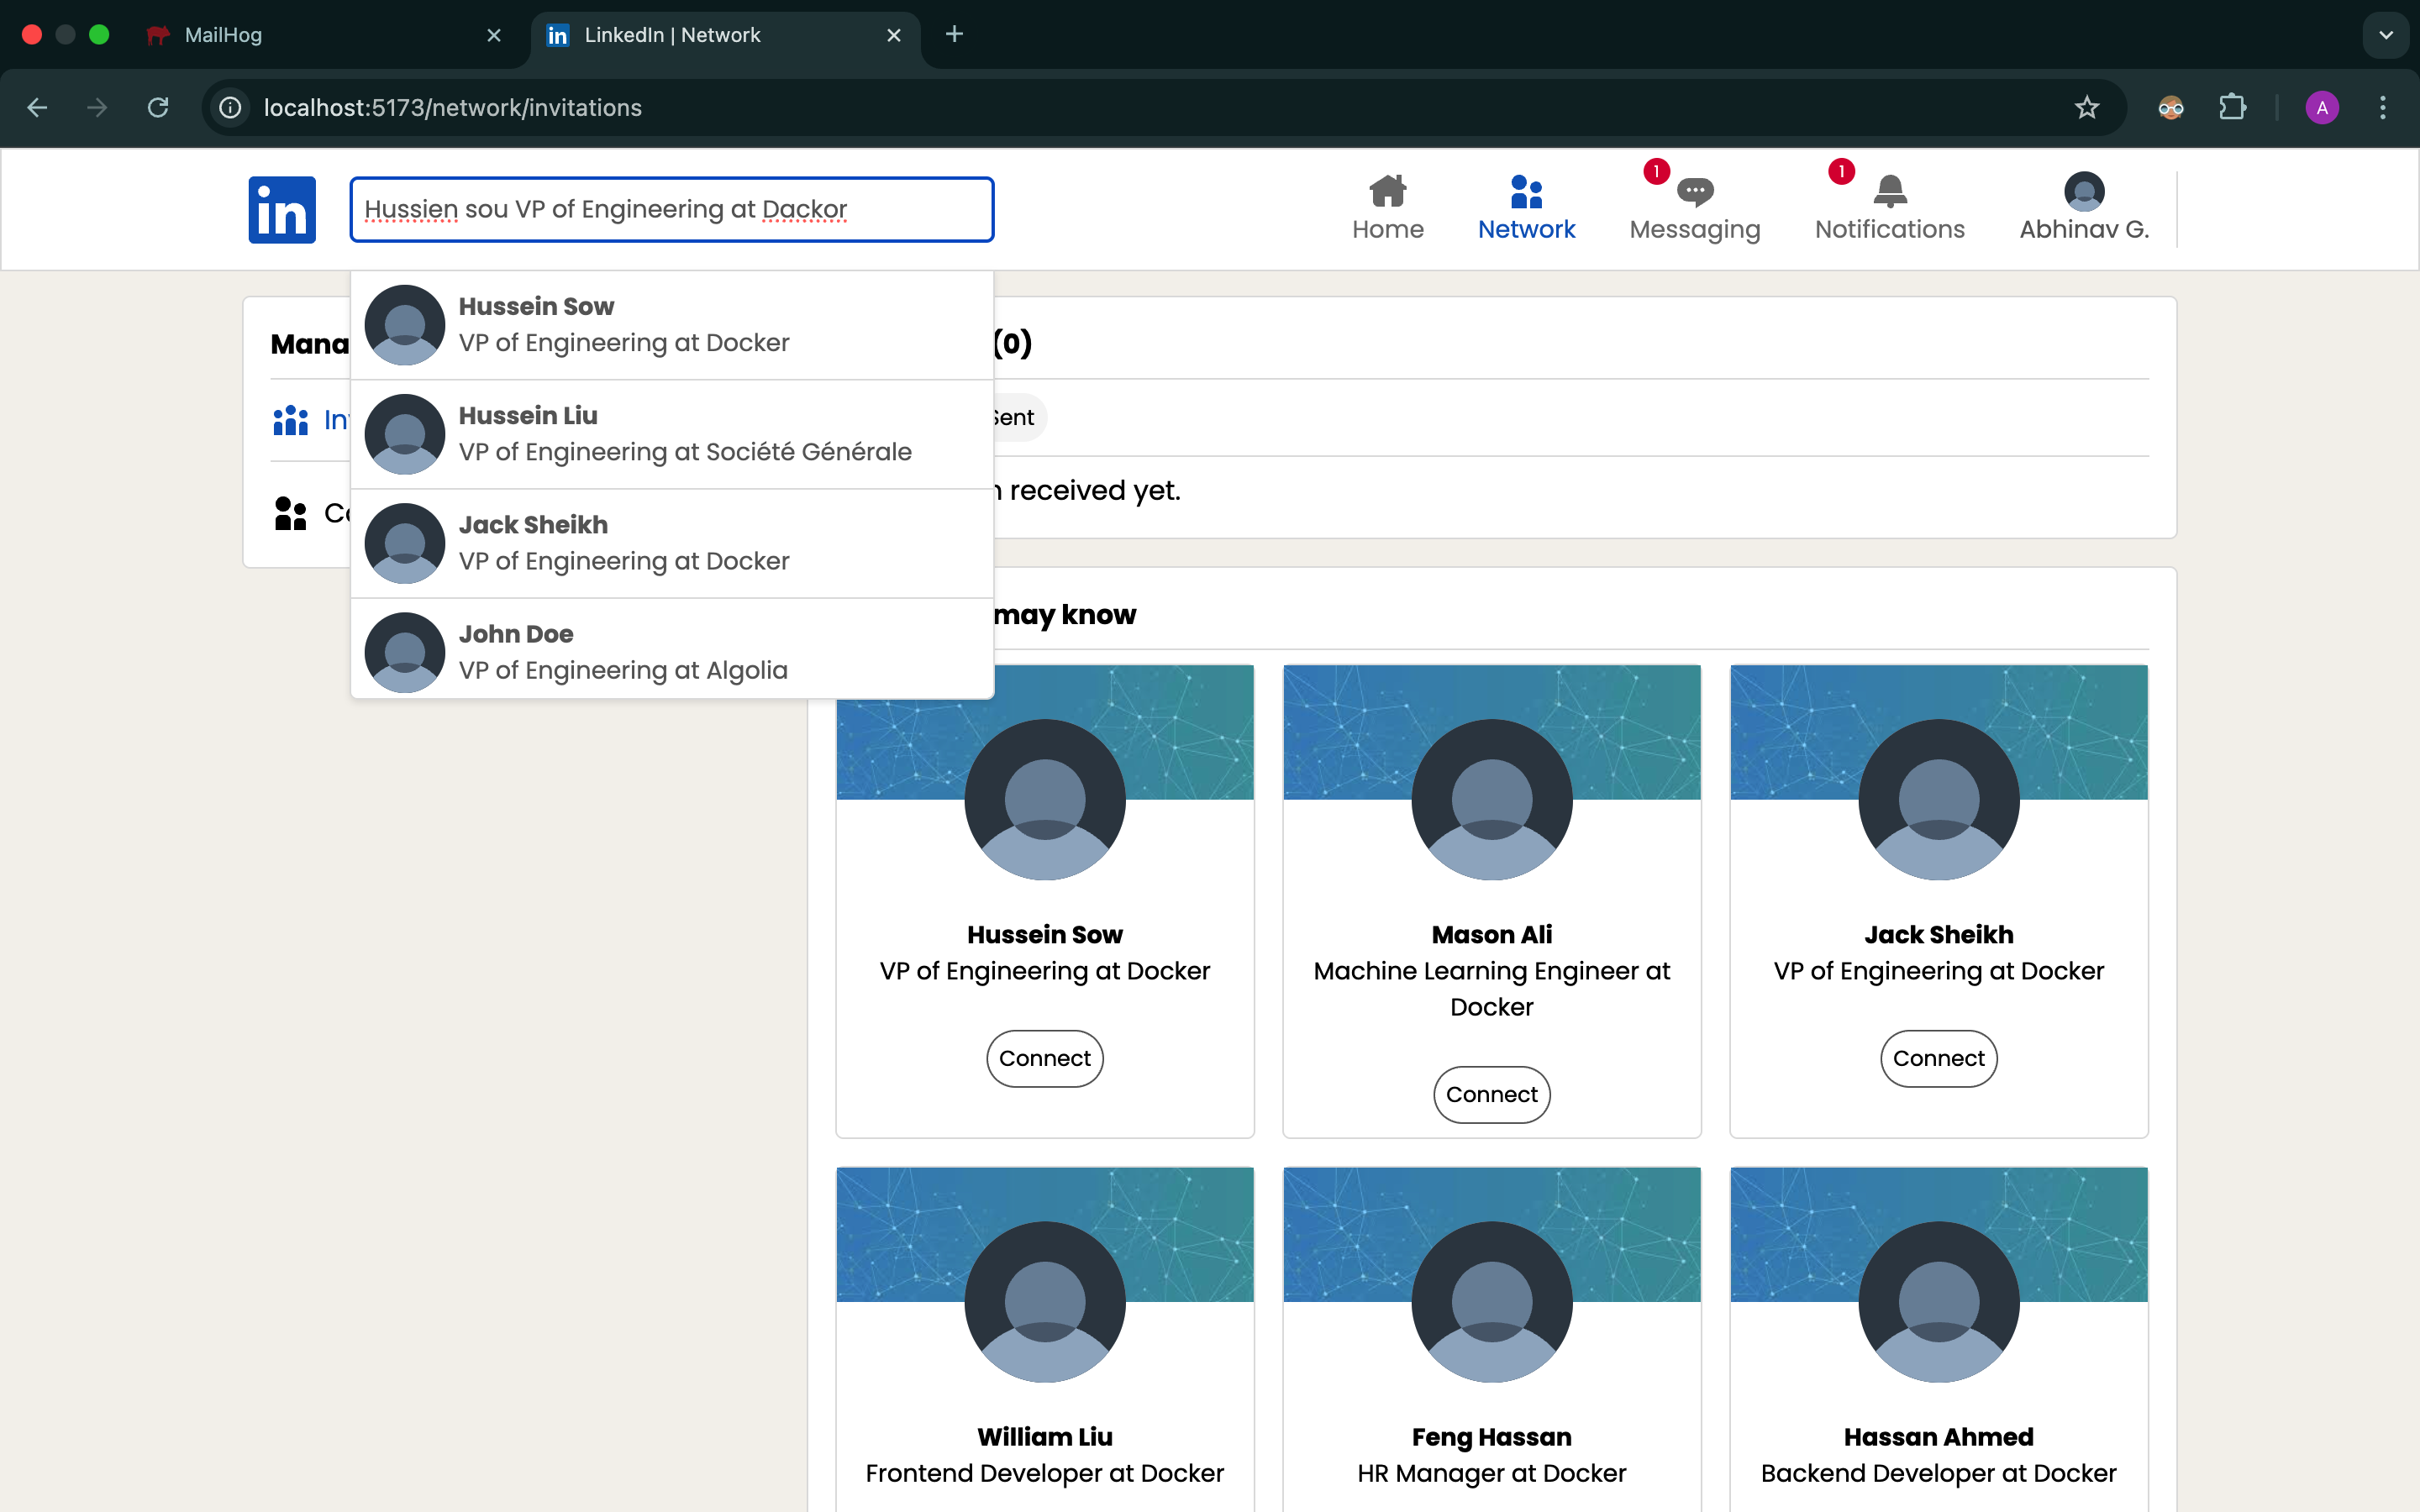 MailHog
LinkedIn | Network
localhost:5173/network/invitations
A
in
Hussien sou VP of Engineering at Dackor
Home
Network
1
Messaging
1
Notifications
Abhinav G.
Hussein Sow
VP of Engineering at Docker
Hussein Liu
VP of Engineering at Société Générale
Jack Sheikh
VP of Engineering at Docker
John Doe
VP of Engineering at Algolia
Mana
(0)
Sent
received yet.
may know
Hussein Sow
VP of Engineering at Docker
Connect
Mason Ali
Machine Learning Engineer at
Docker
Connect
Jack Sheikh
VP of Engineering at Docker
Connect
William Liu
Frontend Developer at Docker
Feng Hassan
HR Manager at Docker
Hassan Ahmed
Backend Developer at Docker